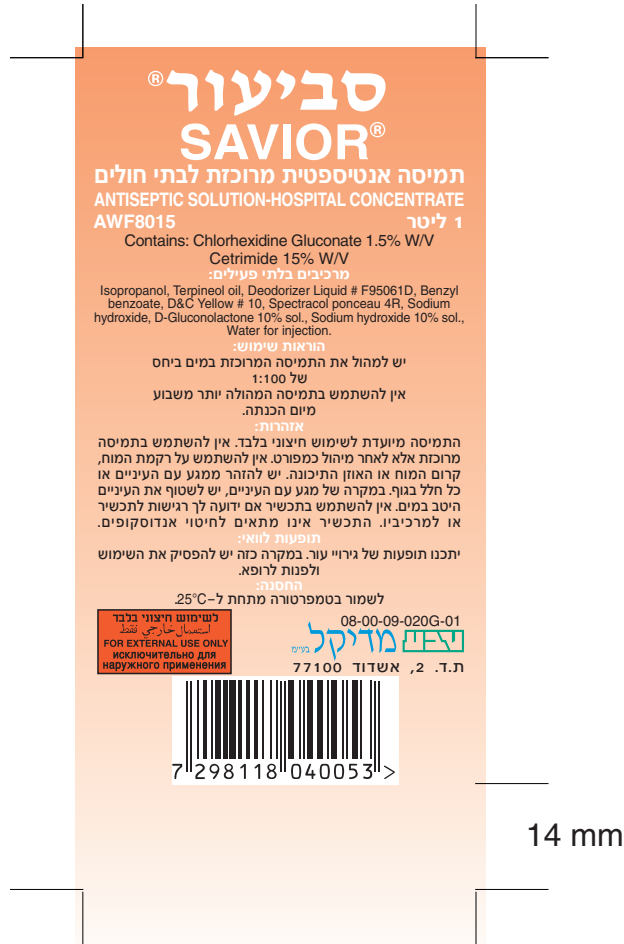 סביעור®
SAVIOR®
תמיסה אנטיספטית מרוכזת לבתי חולים
ANTISEPTIC SOLUTION-HOSPITAL CONCENTRATE
AWF8015 1 ליטר
Contains: Chlorhexidine Gluconate 1.5% W/V
Cetrimide 15% W/V
מרכיבים בלתי פעילים:
Isopropanol, Terpineol oil, Deodorizer Liquid # F95061D, Benzyl
benzoate, D&C Yellow # 10, Spectracol ponceau 4R, Sodium
hydroxide, D-Gluconolactone 10% sol., Sodium hydroxide 10% sol.,
Water for injection.
הוראות שימוש:
יש למהול את התמיסה המרוכזת במים ביחס
של 1:100
אין להשתמש בתמיסה המהולה יותר משבוע
מיום הכנתה.
אזהרות:
התמיסה מיועדת לשימוש חיצוני בלבד. אין להשתמש בתמיסה
מרוכזת אלא לאחר מיהול כמפורט. אין להשתמש על רקמת המוח,
קרום המוח או האוזן התיכונה. יש להזהר ממגע עם העיניים או
כל חלל בגוף. במקרה של מגע עם העיניים, יש לשטוף את העיניים
היטב במים. אין להשתמש בתכשיר אם ידועה לך רגישות לתכשיר
או למרכיביו. התכשיר אינו מתאים לחיטוי אנדוסקופים.
תופעות לוואי:
יתכנו תופעות של גירויי עור. במקרה כזה יש להפסיק את השימוש
ולפנות לרופא.
החסנה:
לשמור בטמפרטורה מתחת ל-25°C.
לשימוש חיצוני בלבד
استعمال خارجي فقط
FOR EXTERNAL USE ONLY
исключительно для
наружного применения
08-00-09-020G-01
מדיקל בע״מ
ת.ד. 2, אשדוד 77100
7 298118 040053 >
14 mm